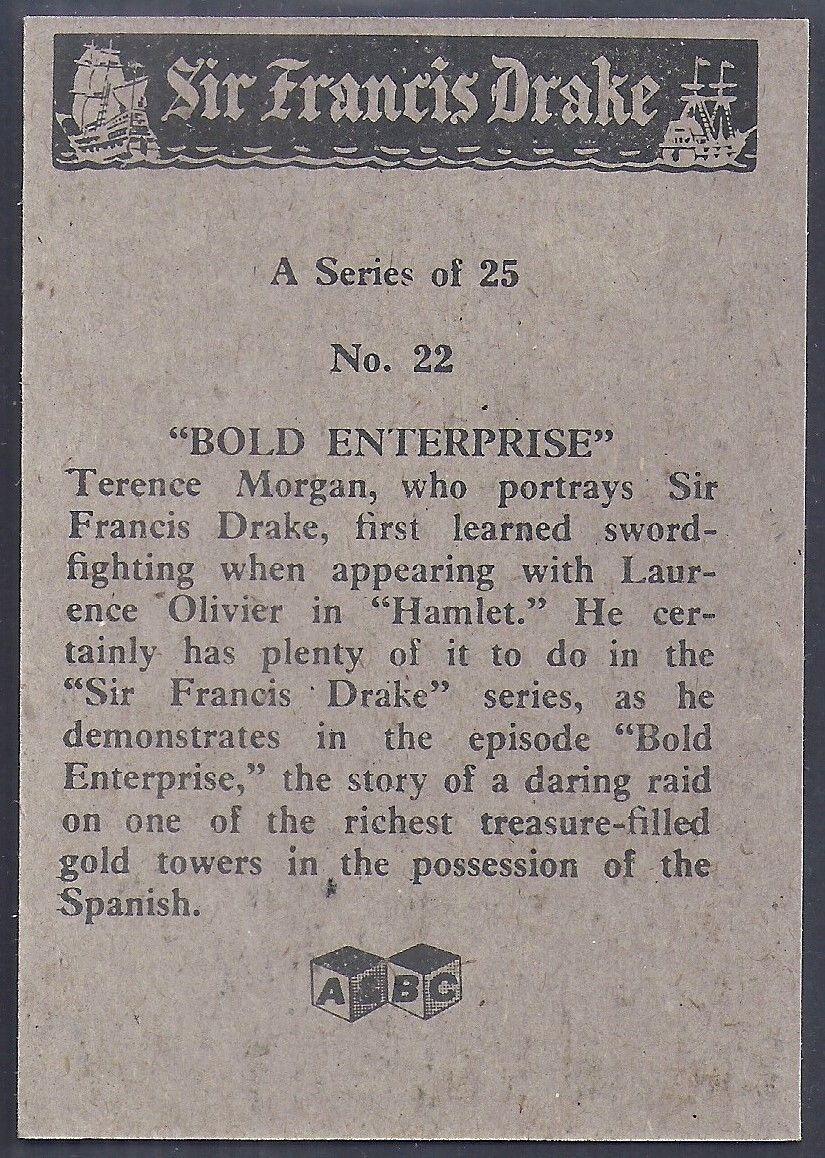 Sir Francis Drake
A Series of 25
No. 22
“BOLD ENTERPRISE”
Terence Morgan, who portrays Sir
Francis Drake, first learned sword-
fighting when appearing with Laur-
ence Olivier in “Hamlet.” He cer-
tainly has plenty of it to do in the
“Sir Francis Drake” series, as he
demonstrates in the episode “Bold
Enterprise,” the story of a daring raid
on one of the richest treasure-filled
gold towers in the possession of the
Spanish.
A&BC